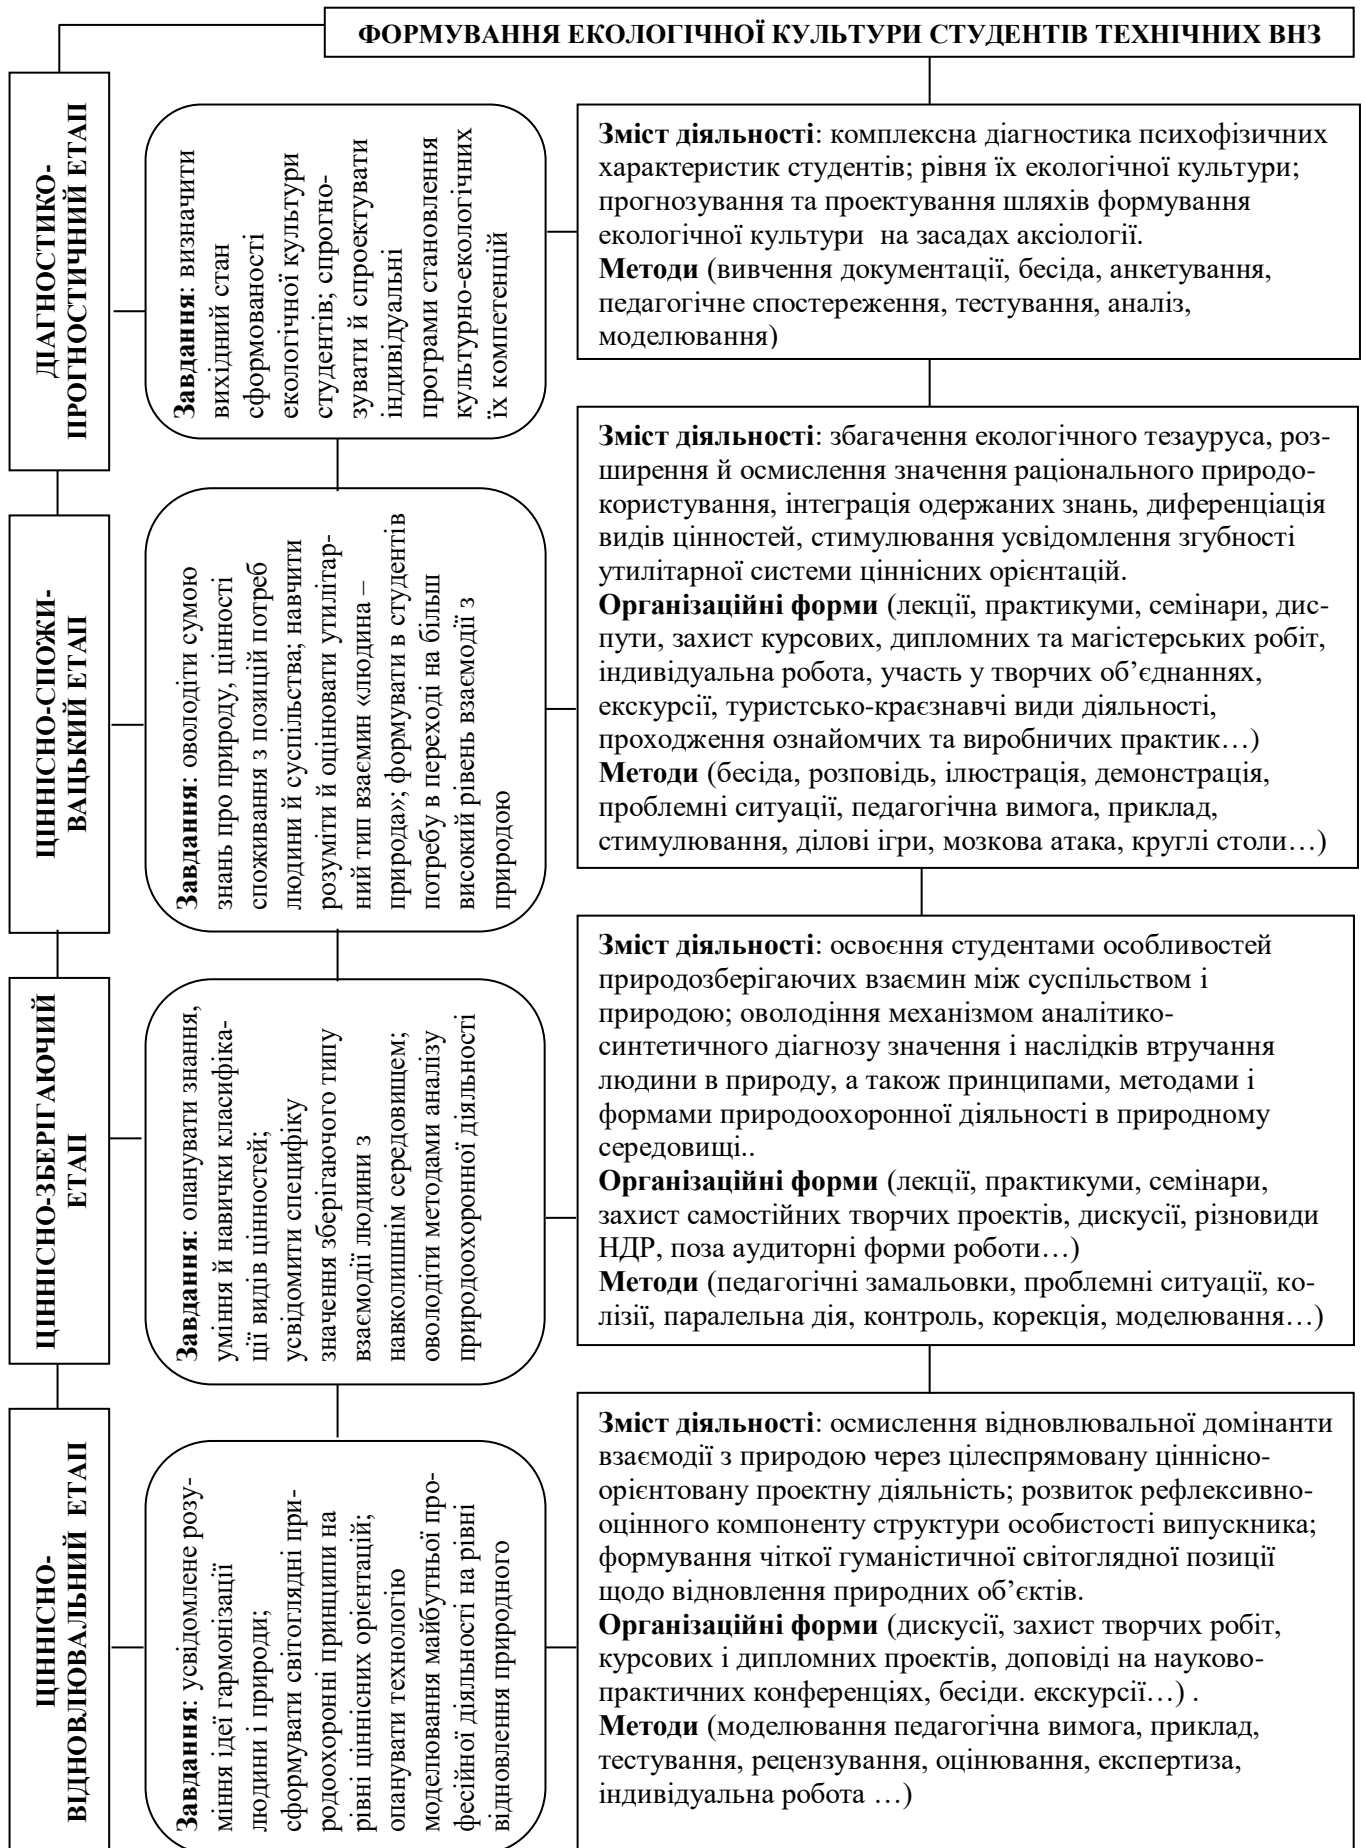 ФОРМУВАННЯ ЕКОЛОГІЧНОЇ КУЛЬТУРИ СТУДЕНТІВ ТЕХНІЧНИХ ВНЗ
ДІАГНОСТИКО-
ПРОГНОСТИЧНИЙ ЕТАП
Завдання: визначити
вихідний стан
сформованості
екологічної культури
студентів; спрогно-
зувати й спроектувати
індивідуальні
програми становлення
культурно-екологічних
їх компетенцій
Зміст діяльності: комплексна діагностика психофізичних
характеристик студентів; рівня їх екологічної культури;
прогнозування та проектування шляхів формування
екологічної культури на засадах аксіології.
Методи (вивчення документації, бесіда, анкетування,
педагогічне спостереження, тестування, аналіз,
моделювання)
ЦІННІСНО-СПОЖИ-
ВАЦЬКИЙ ЕТАП
Завдання: оволодіти сумою
знань про природу, цінності
споживання з позицій потреб
людини й суспільства; навчити
розуміти й оцінювати утилітар-
ний тип взаємин «людина –
природа»; формувати в студентів
потребу в переході на більш
високий рівень взаємодії з
природою
Зміст діяльності: збагачення екологічного тезауруса, роз-
ширення й осмислення значення раціонального природо-
користування, інтеграція одержаних знань, диференціація
видів цінностей, стимулювання усвідомлення згубності
утилітарної системи ціннісних орієнтацій.
Організаційні форми (лекції, практикуми, семінари, дис-
пути, захист курсових, дипломних та магістерських робіт,
індивідуальна робота, участь у творчих об’єднаннях,
екскурсії, туристсько-краєзнавчі види діяльності,
проходження ознайомчих та виробничих практик…)
Методи (бесіда, розповідь, ілюстрація, демонстрація,
проблемні ситуації, педагогічна вимога, приклад,
стимулювання, ділові ігри, мозкова атака, круглі столи…)
ЦІННІСНО-ЗБЕРІГАЮЧИЙ
ЕТАП
Завдання: опанувати знання,
уміння й навички класифіка-
ції видів цінностей;
усвідомити специфіку
значення зберігаючого типу
взаємодії людини з
навколишнім середовищем;
оволодіти методами аналізу
природоохоронної діяльності
Зміст діяльності: освоєння студентами особливостей
природозберігаючих взаємин між суспільством і
природою; оволодіння механізмом аналітико-
синтетичного діагнозу значення і наслідків втручання
людини в природу, а також принципами, методами і
формами природоохоронної діяльності в природному
середовищі..
Організаційні форми (лекції, практикуми, семінари,
захист самостійних творчих проектів, дискусії, різновиди
НДР, поза аудиторні форми роботи…)
Методи (педагогічні замальовки, проблемні ситуації, ко-
лізії, паралельна дія, контроль, корекція, моделювання…)
ЦІННІСНО-
ВІДНОВЛЮВАЛЬНИЙ ЕТАП
Завдання: усвідомлене розу-
міння ідеї гармонізації
людини і природи;
сформувати світоглядні при-
родоохоронні принципи на
рівні ціннісних орієнтацій;
опанувати технологію
моделювання майбутньої про-
фесійної діяльності на рівні
відновлення природного
Зміст діяльності: осмислення відновлювальної домінанти
взаємодії з природою через цілеспрямовану ціннісно-
орієнтовану проектну діяльність; розвиток рефлексивно-
оцінного компоненту структури особистості випускника;
формування чіткої гуманістичної світоглядної позиції
щодо відновлення природних об’єктів.
Організаційні форми (дискусії, захист творчих робіт,
курсових і дипломних проектів, доповіді на науково-
практичних конференціях, бесіди. екскурсії…) .
Методи (моделювання педагогічна вимога, приклад,
тестування, рецензування, оцінювання, експертиза,
індивідуальна робота …)